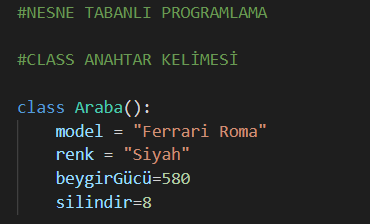 #NESNE TABANLI PROGRAMLAMA
#CLASS ANAHTAR KELİMESİ
class Araba():
    model = "Ferrari Roma"
    renk = "Siyah"
    beygirGücü=580
    silindir=8